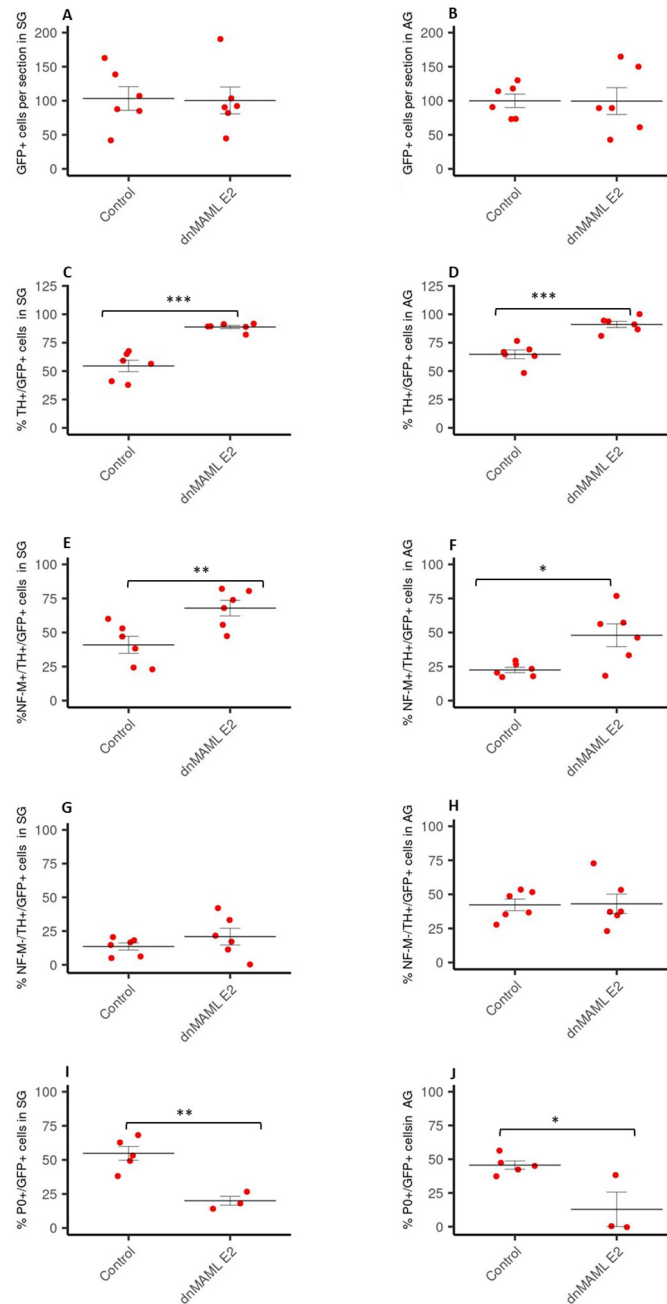 A
GFP+ cells per section in SG
200
150
100
50
0
Control
dnMAML E2
B
GFP+ cells per section in AG
200
150
100
50
0
Control
dnMAML E2
C
% TH+/GFP+ cells in SG
125
100
75
50
25
0
***
Control
dnMAML E2
D
% TH+/GFP+ cells in AG
125
100
75
50
25
0
***
Control
dnMAML E2
E
%NF-M+/TH+/GFP+ cells in SG
100
75
50
25
0
**
Control
dnMAML E2
F
% NF-M+/TH+/GFP+ cells in AG
100
75
50
25
0
*
Control
dnMAML E2
G
% NF-M-/TH+/GFP+ cells in SG
100
75
50
25
0
Control
dnMAML E2
H
% NF-M-/TH+/GFP+ cells in AG
100
75
50
25
0
Control
dnMAML E2
I
% P0+/GFP+ cells in SG
100
75
50
25
0
**
Control
dnMAML E2
J
% P0+/GFP+ cellsin AG
100
75
50
25
0
*
Control
dnMAML E2